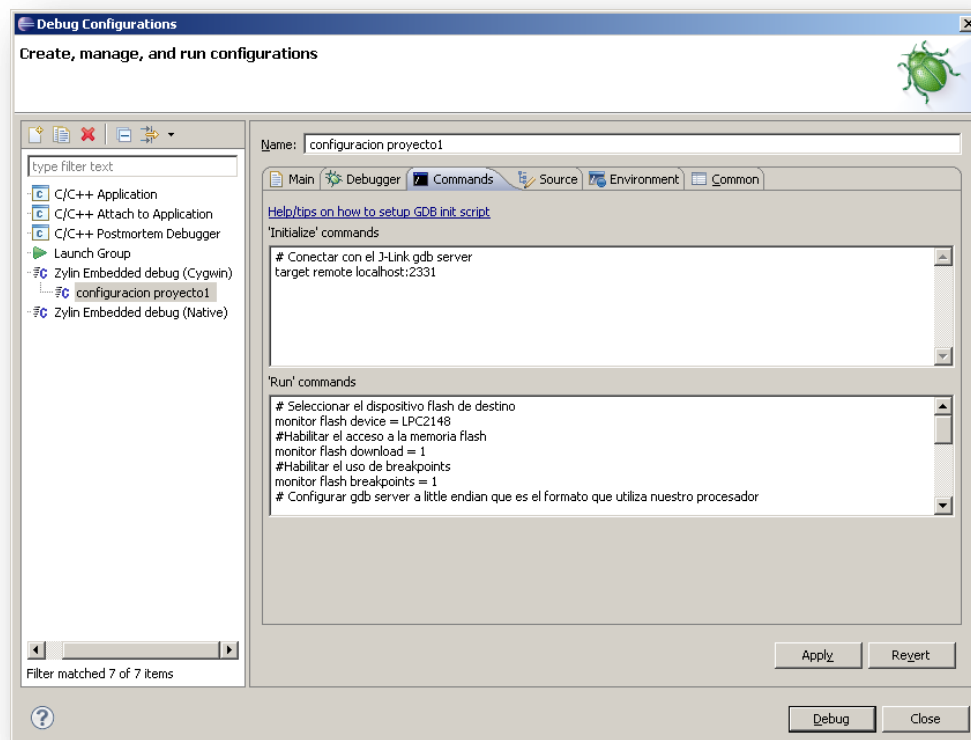 Debug Configurations
Create, manage, and run configurations
type filter text
C/C++ Application
C/C++ Attach to Application
C/C++ Postmortem Debugger
Launch Group
Zylin Embedded debug (Cygwin)
configuracion proyecto1
Zylin Embedded debug (Native)
Filter matched 7 of 7 items
Name: configuracion proyecto1
Main Debugger Commands Source Environment Common
Help/tips on how to setup GDB init script
'Initialize' commands
# Conectar con el J-Link gdb server
target remote localhost:2331
'Run' commands
# Seleccionar el dispositivo flash de destino
monitor flash device = LPC2148
#Habilitar el acceso a la memoria flash
monitor flash download = 1
#Habilitar el uso de breakpoints
monitor flash breakpoints = 1
# Configurar gdb server a little endian que es el formato que utiliza nuestro procesador
Apply Revert
Debug Close